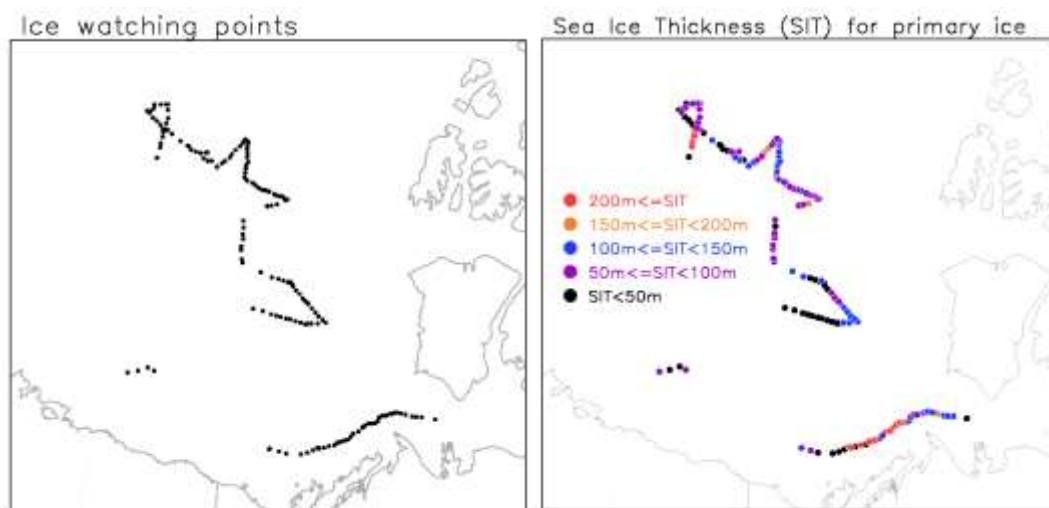 Ice watching points
Sea Ice Thickness (SIT) for primary ice
200m<=SIT
150m<=SIT<200m
100m<=SIT<150m
50m<=SIT<100m
SIT<50m